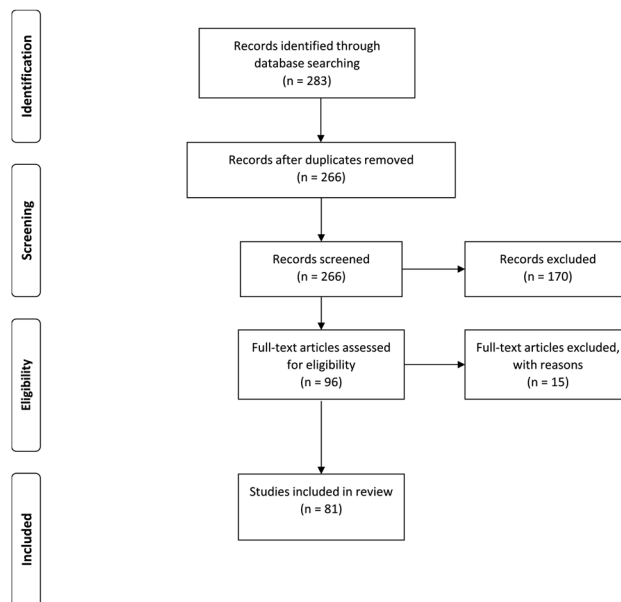 Identification
Records identified through
database searching
(n = 283)
Records after duplicates removed
(n = 266)
Screening
Records screened
(n = 266)
Records excluded
(n = 170)
Eligibility
Full-text articles assessed
for eligibility
(n = 96)
Full-text articles excluded,
with reasons
(n = 15)
Included
Studies included in review
(n = 81)